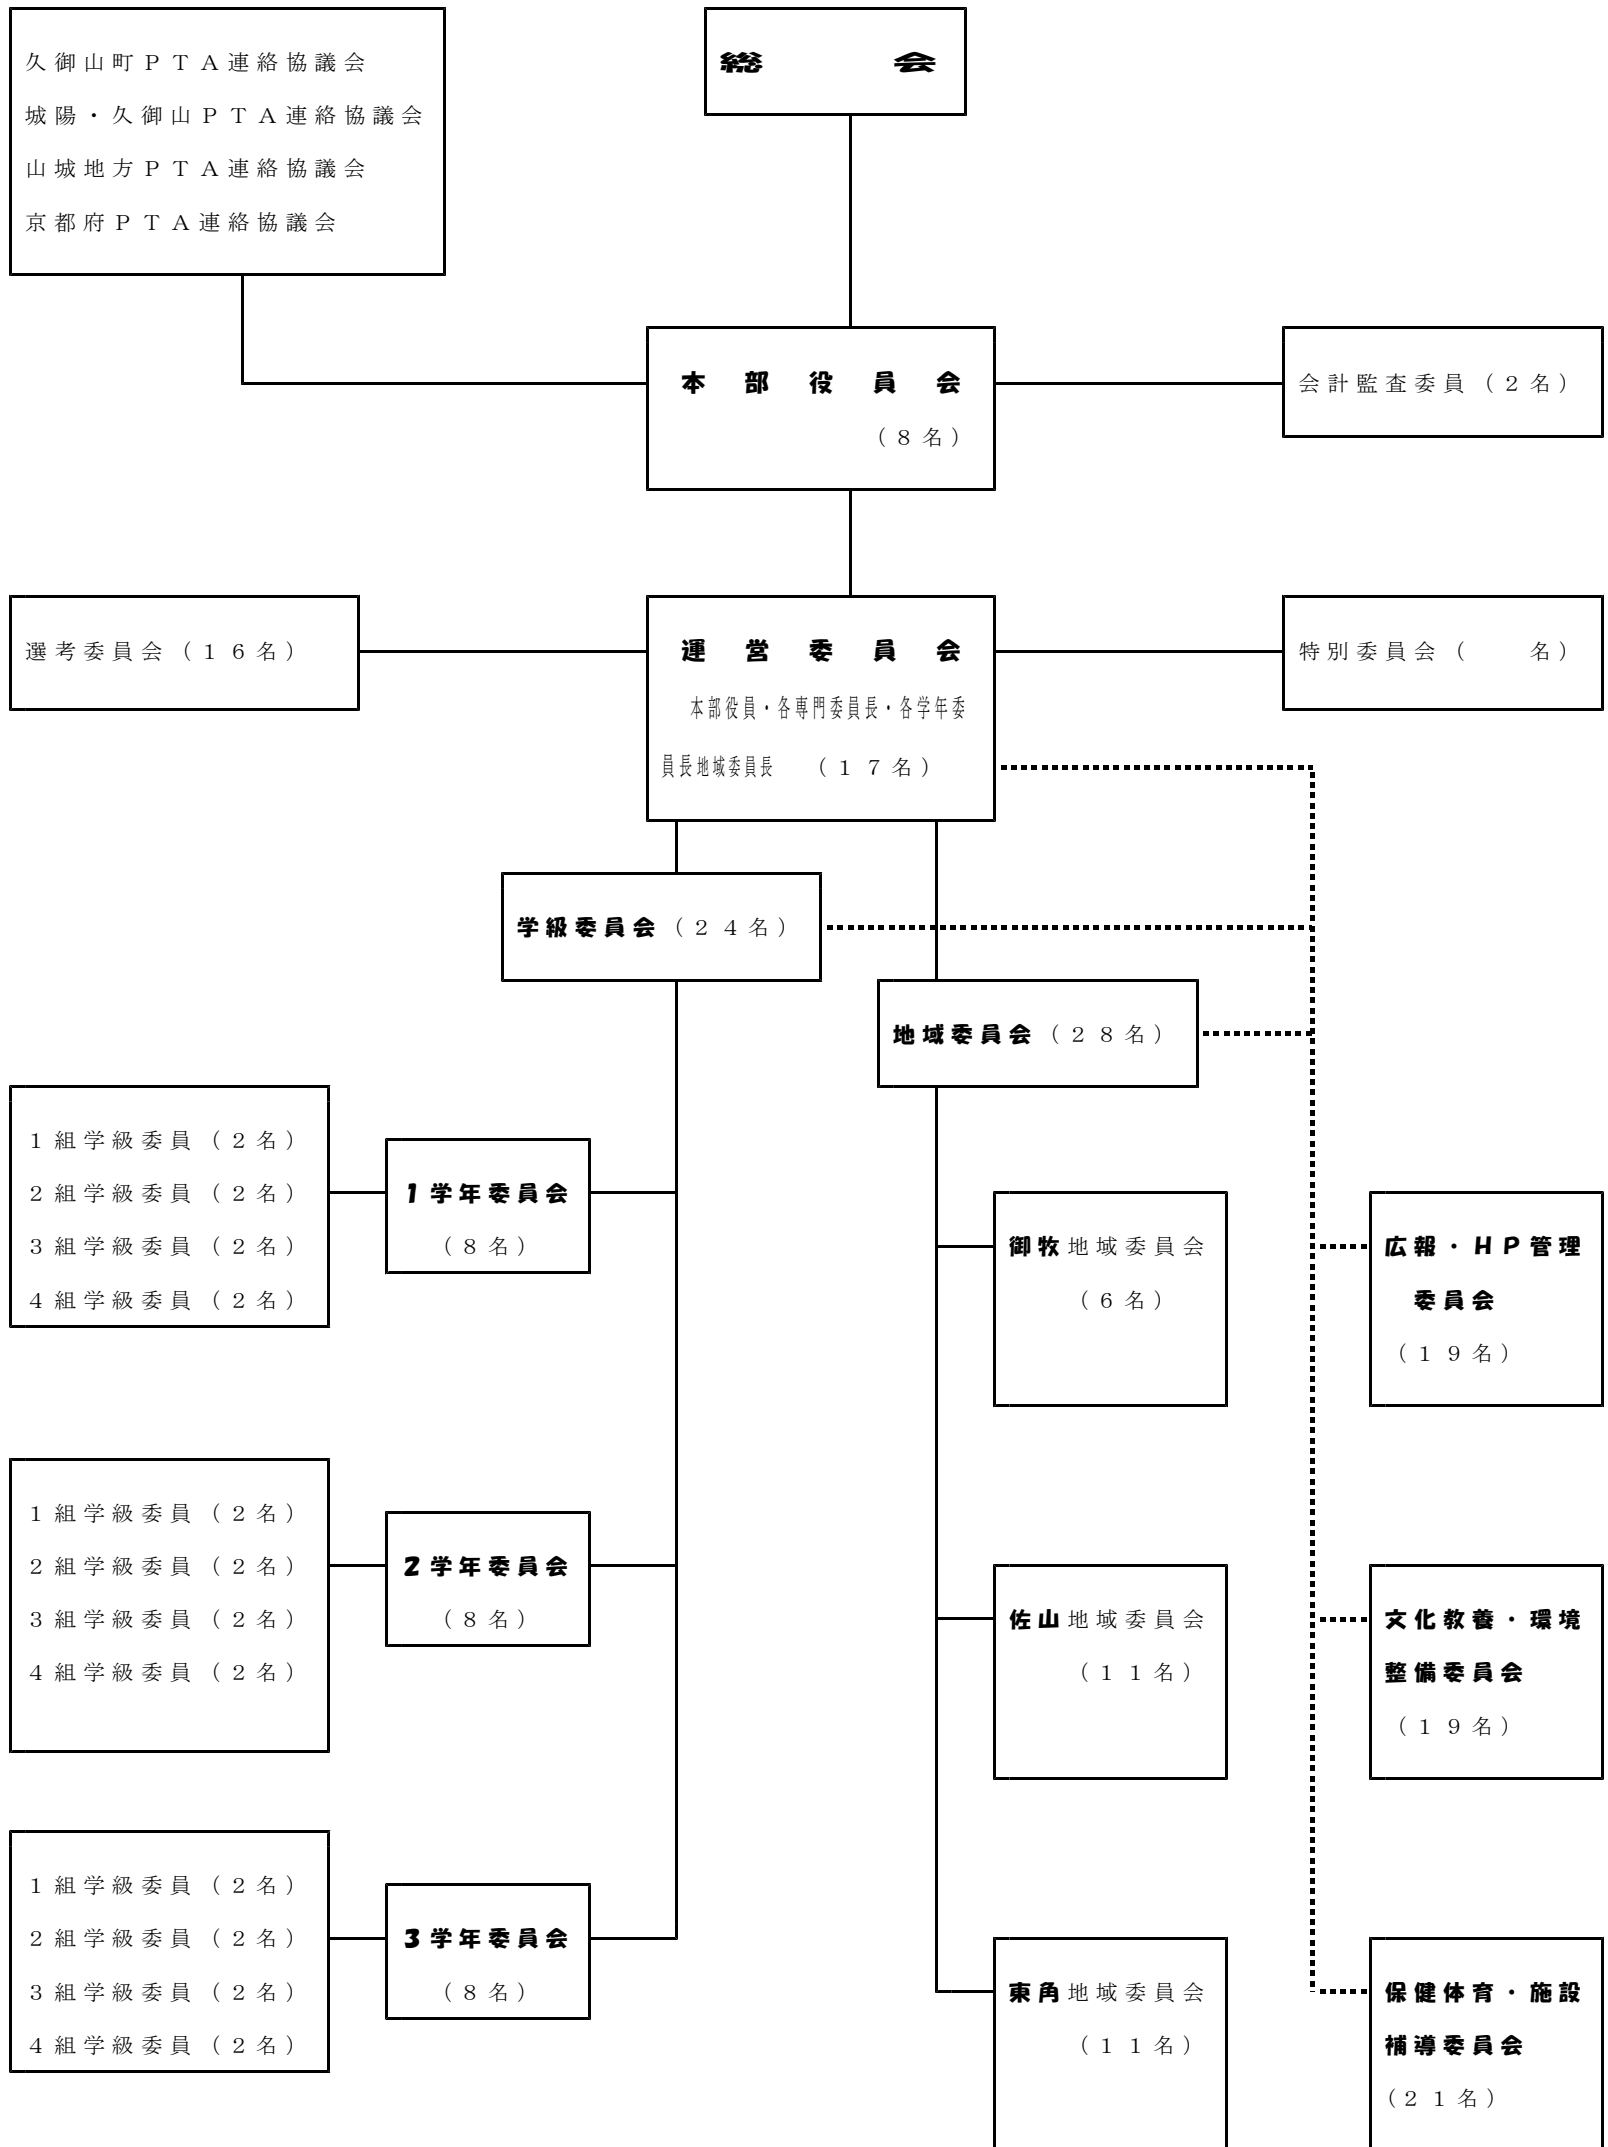 久御山町ＰＴＡ連絡協議会
城陽・久御山ＰＴＡ連絡協議会
山城地方ＰＴＡ連絡協議会
京都府ＰＴＡ連絡協議会
総　　　会
本　部　役　員　会
（８名）
会計監査委員（２名）
選考委員会（１６名）
運　営　委　員　会
本部役員・各専門委員長・各学年委
員長地域委員長　（１７名）
特別委員会（　　名）
学級委員会（２４名）
地域委員会（２８名）
１組学級委員（２名）
２組学級委員（２名）
３組学級委員（２名）
４組学級委員（２名）
１学年委員会
（８名）
御牧地域委員会
（６名）
広報・ＨＰ管理
委員会
（１９名）
１組学級委員（２名）
２組学級委員（２名）
３組学級委員（２名）
４組学級委員（２名）
２学年委員会
（８名）
佐山地域委員会
（１１名）
文化教養・環境
整備委員会
（１９名）
１組学級委員（２名）
２組学級委員（２名）
３組学級委員（２名）
４組学級委員（２名）
３学年委員会
（８名）
東角地域委員会
（１１名）
保健体育・施設
補導委員会
（２１名）